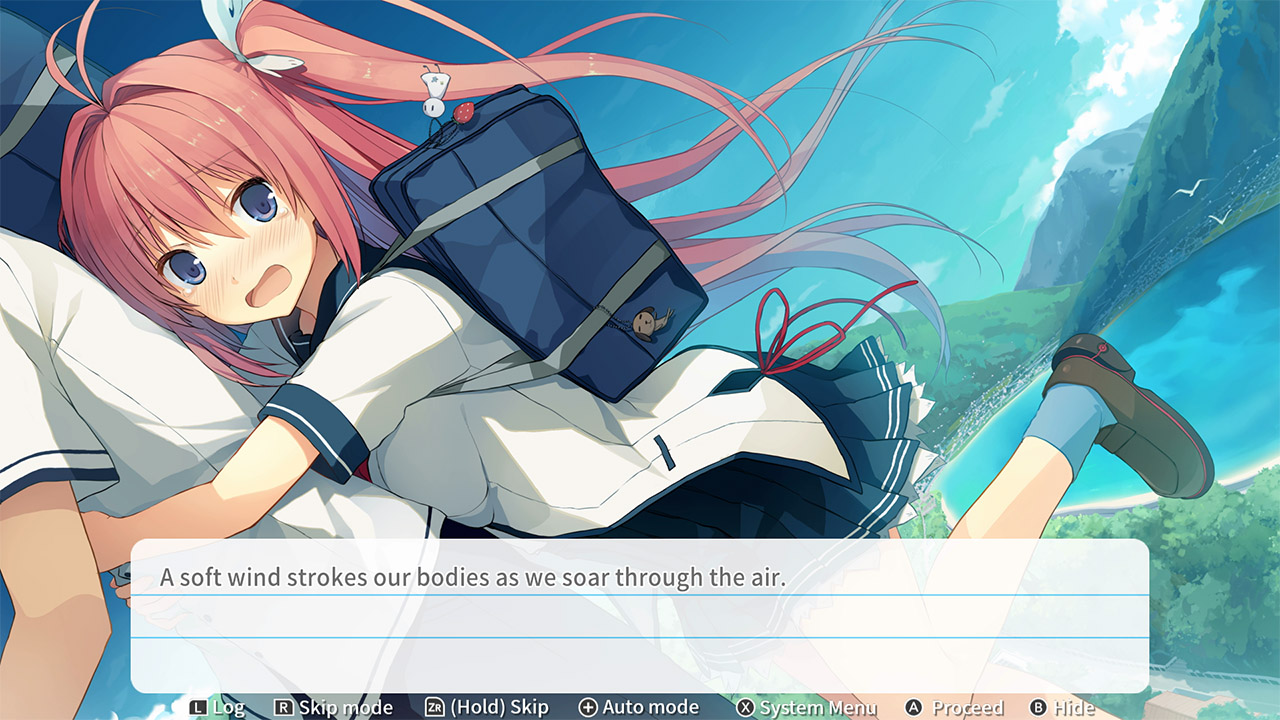 A soft wind strokes our bodies as we soar through the air.
L Log R Skip mode ZR (Hold) Skip + Auto mode X System Menu A Proceed B Hide